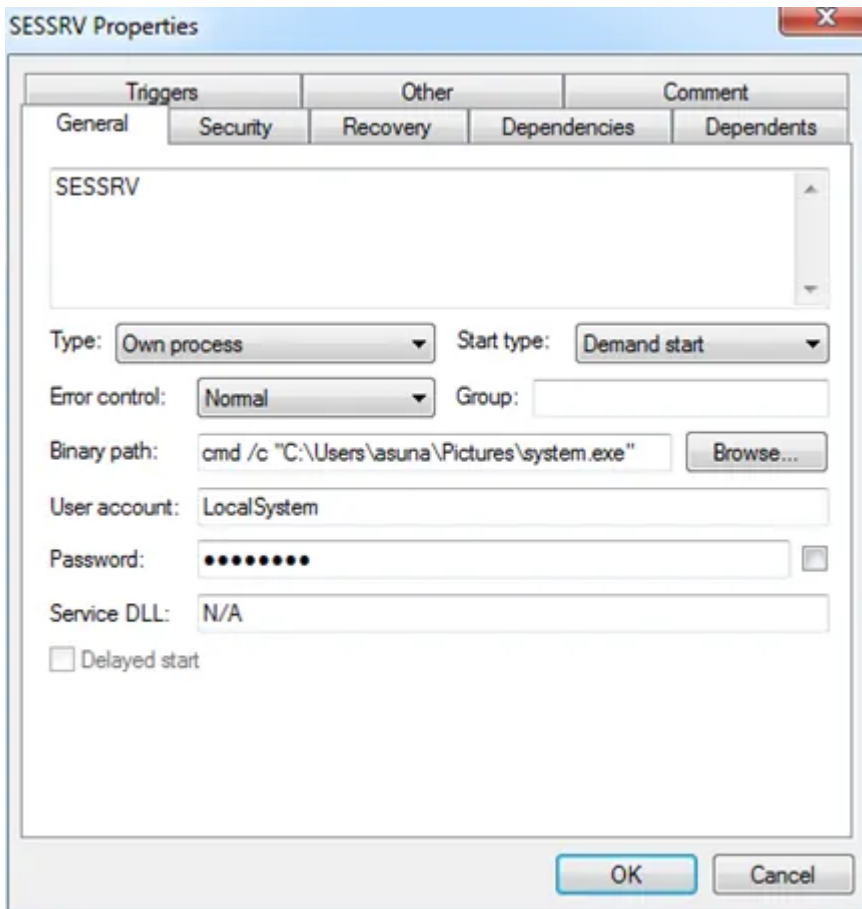 SESSRV Properties
Triggers Other Comment
General Security Recovery Dependencies Dependents
SESSRV
Type: Own process Start type: Demand start
Error control: Normal Group:
Binary path: cmd /c "C:\Users\asuna\Pictures\system.exe" Browse...
User account: LocalSystem
Password: ●●●●●●●●
Service DLL: N/A
Delayed start
OK Cancel